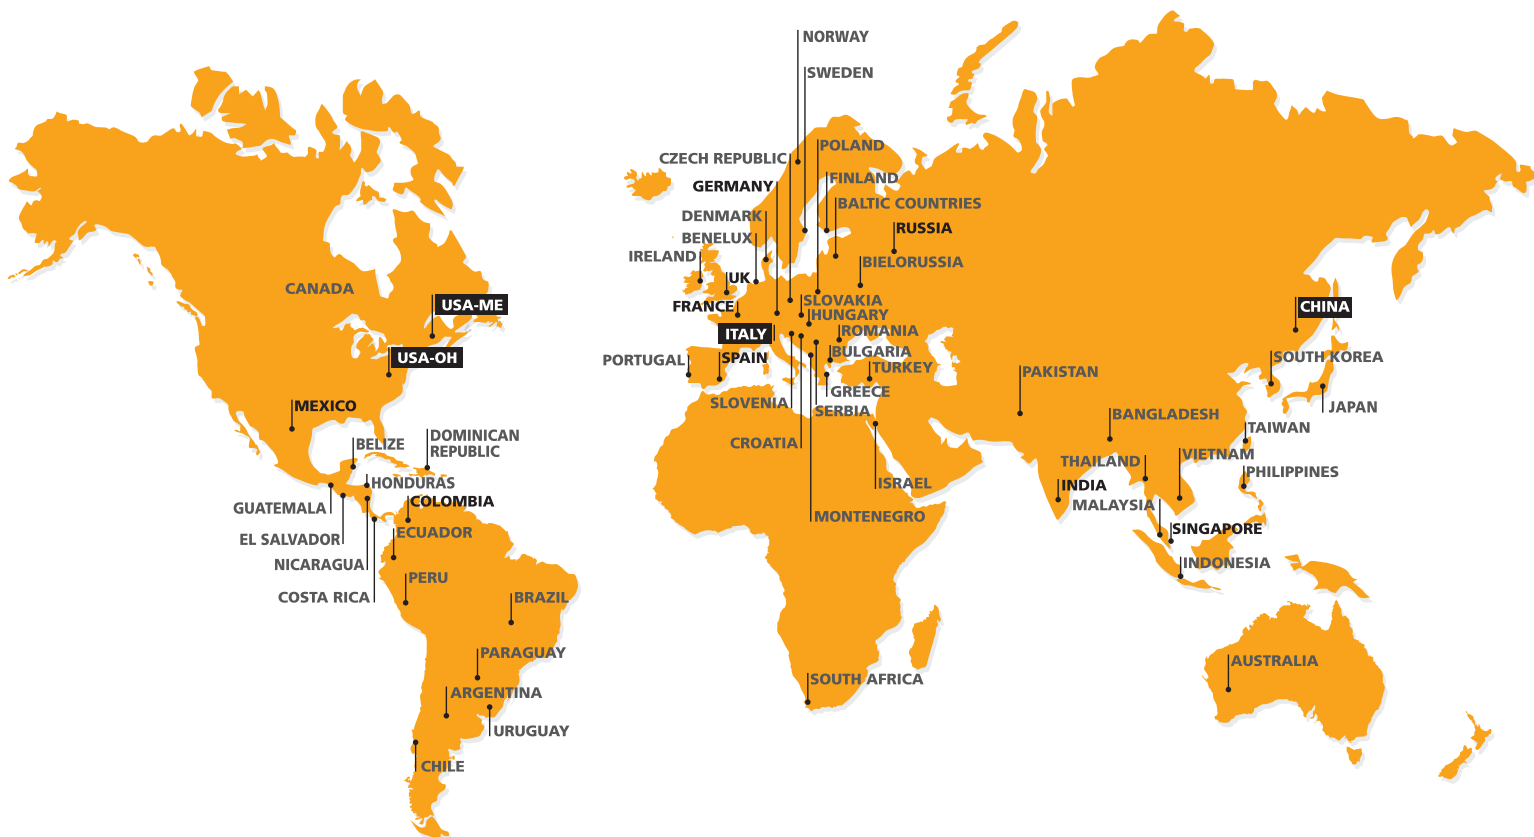 NORWAY
SWEDEN
POLAND
CZECH REPUBLIC
FINLAND
GERMANY
BALTIC COUNTRIES
DENMARK
RUSSIA
BENELUX
IRELAND
BIELORUSSIA
UK
CANADA
SLOVAKIA
USA-ME
FRANCE
CHINA
HUNGARY
ITALY
ROMANIA
BULGARIA
USA-OH
PORTUGAL
SPAIN
SOUTH KOREA
TURKEY
PAKISTAN
GREECE
SLOVENIA
MEXICO
JAPAN
SERBIA
BANGLADESH
TAIWAN
DOMINICAN
REPUBLIC
BELIZE
CROATIA
VIETNAM
THAILAND
PHILIPPINES
HONDURAS
ISRAEL
INDIA
COLOMBIA
MALAYSIA
GUATEMALA
MONTENEGRO
SINGAPORE
ECUADOR
EL SALVADOR
INDONESIA
NICARAGUA
PERU
COSTA RICA
BRAZIL
PARAGUAY
AUSTRALIA
SOUTH AFRICA
ARGENTINA
URUGUAY
CHILE